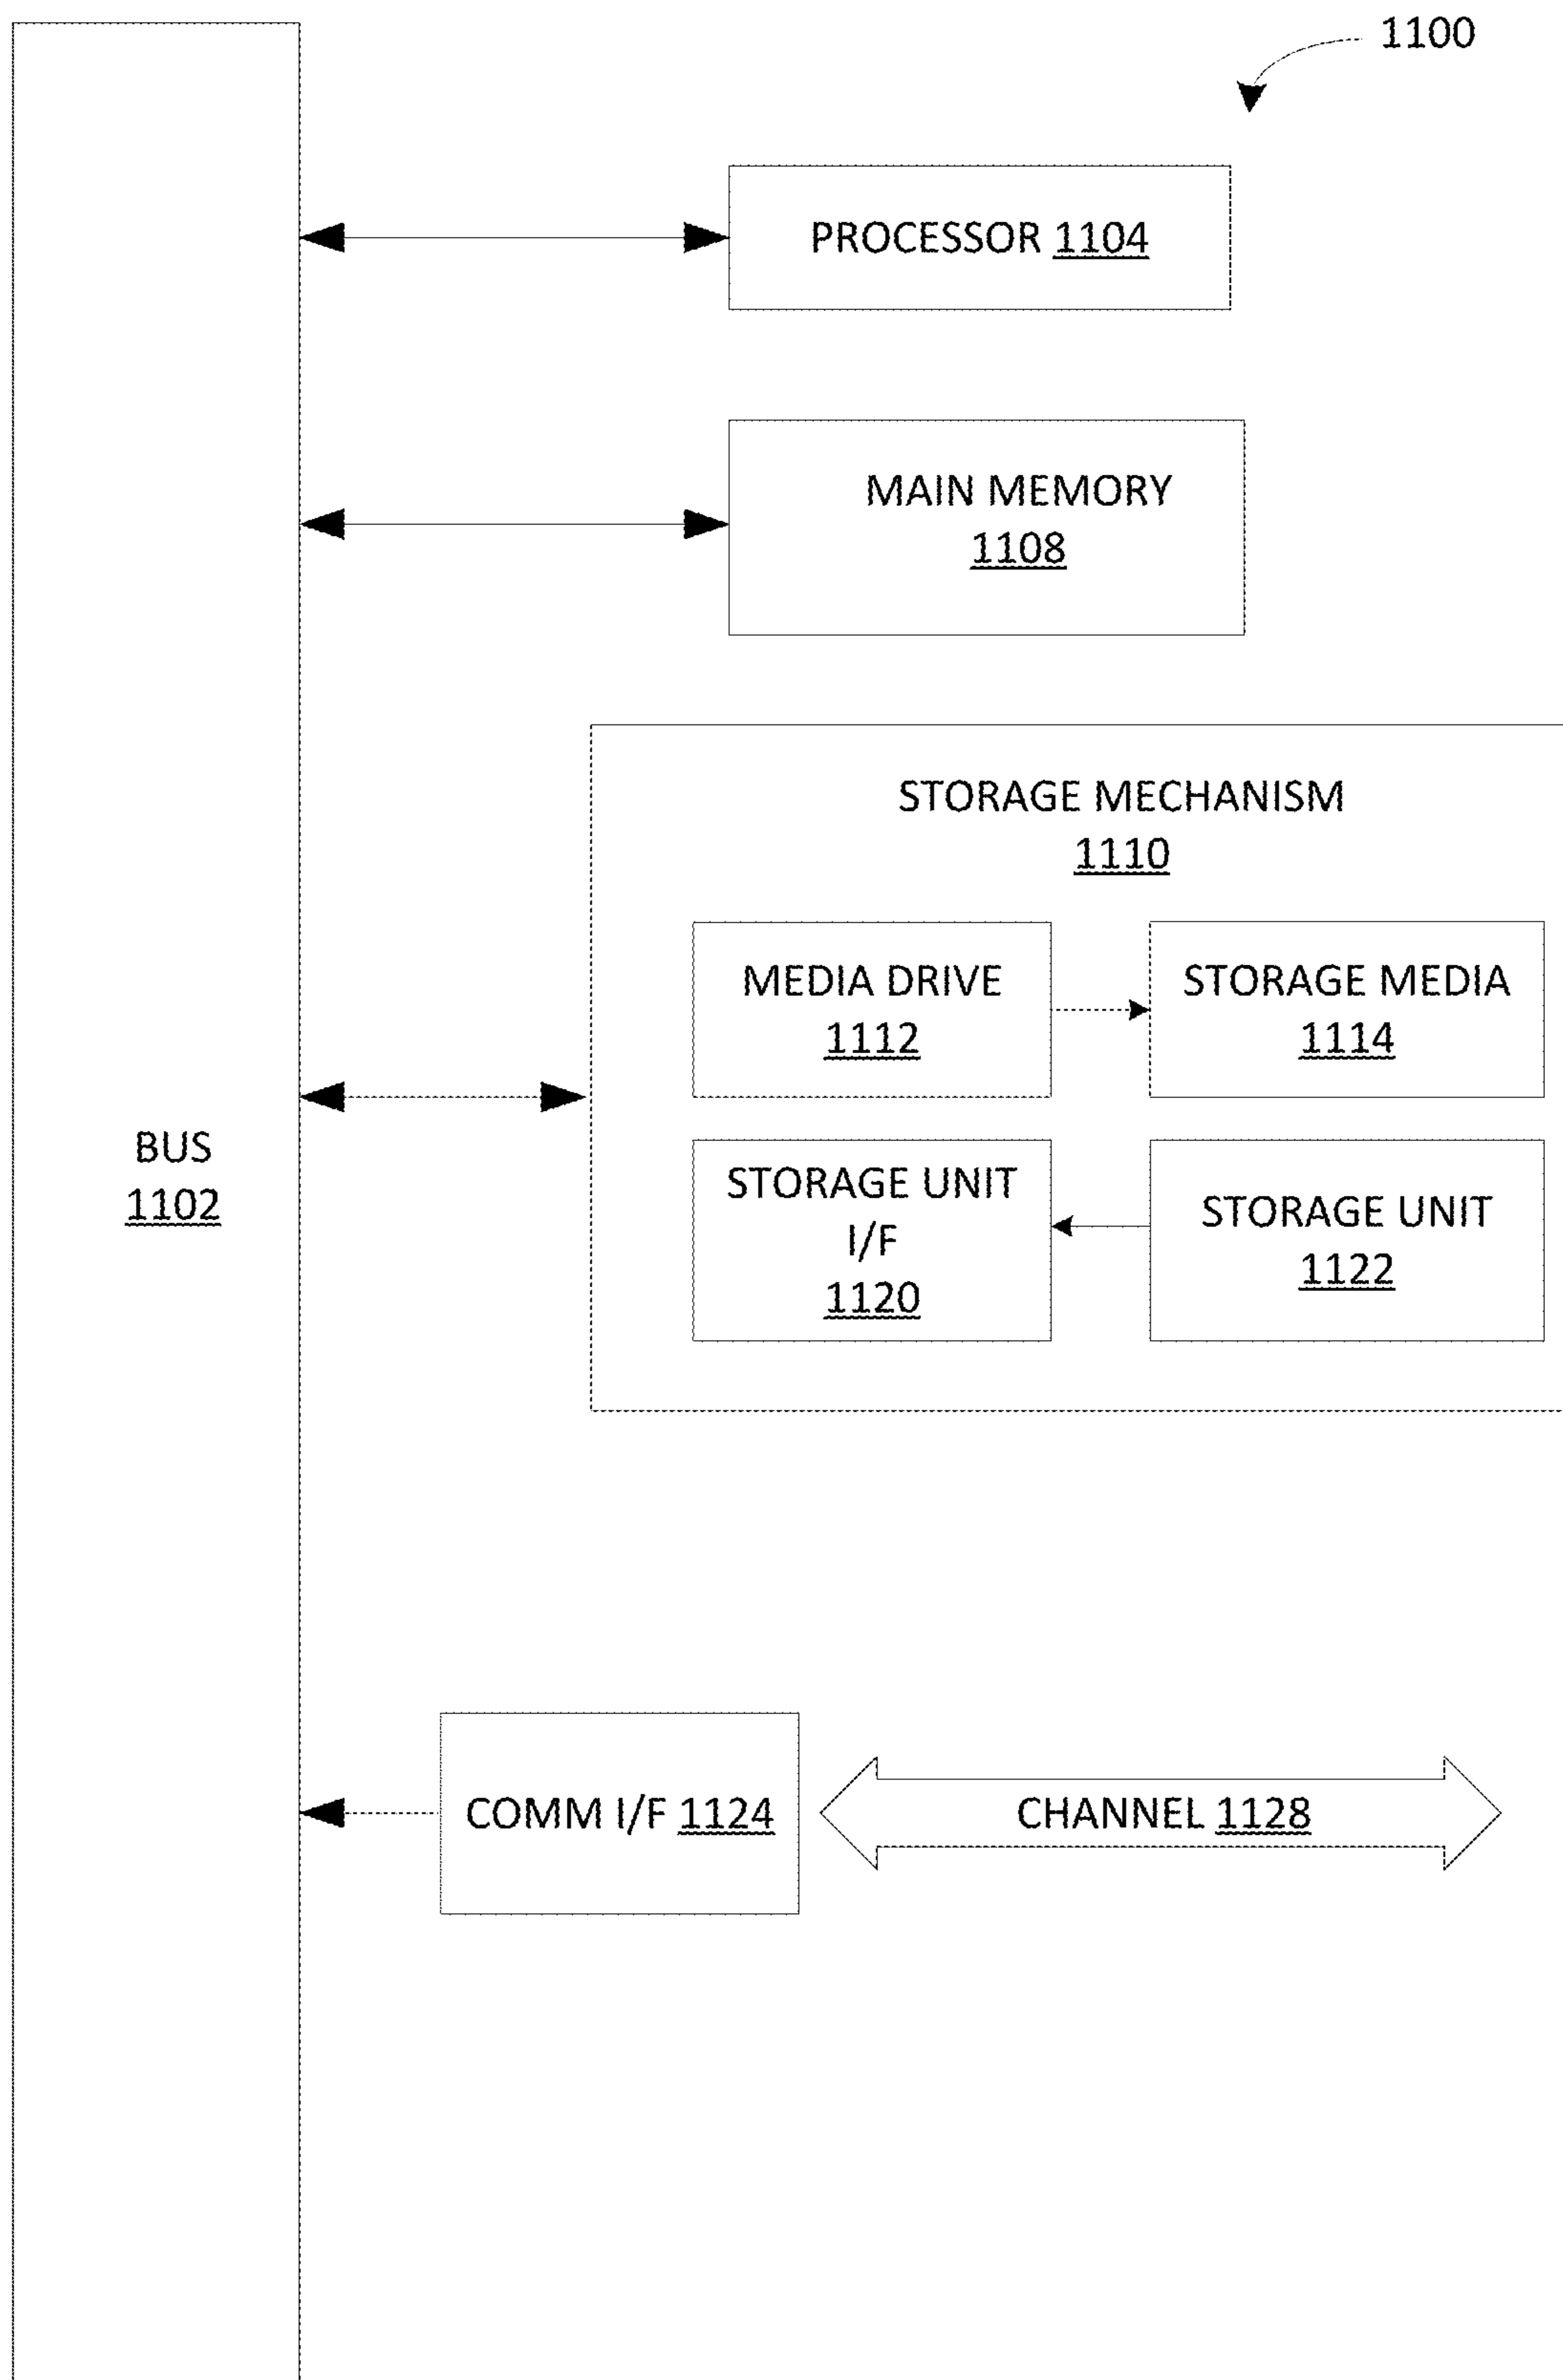 1100
PROCESSOR 1104
MAIN MEMORY
1108
STORAGE MECHANISM
1110
MEDIA DRIVE
1112
STORAGE MEDIA
1114
BUS
1102
STORAGE UNIT
I/F
1120
STORAGE UNIT
1122
COMM I/F 1124
CHANNEL 1128